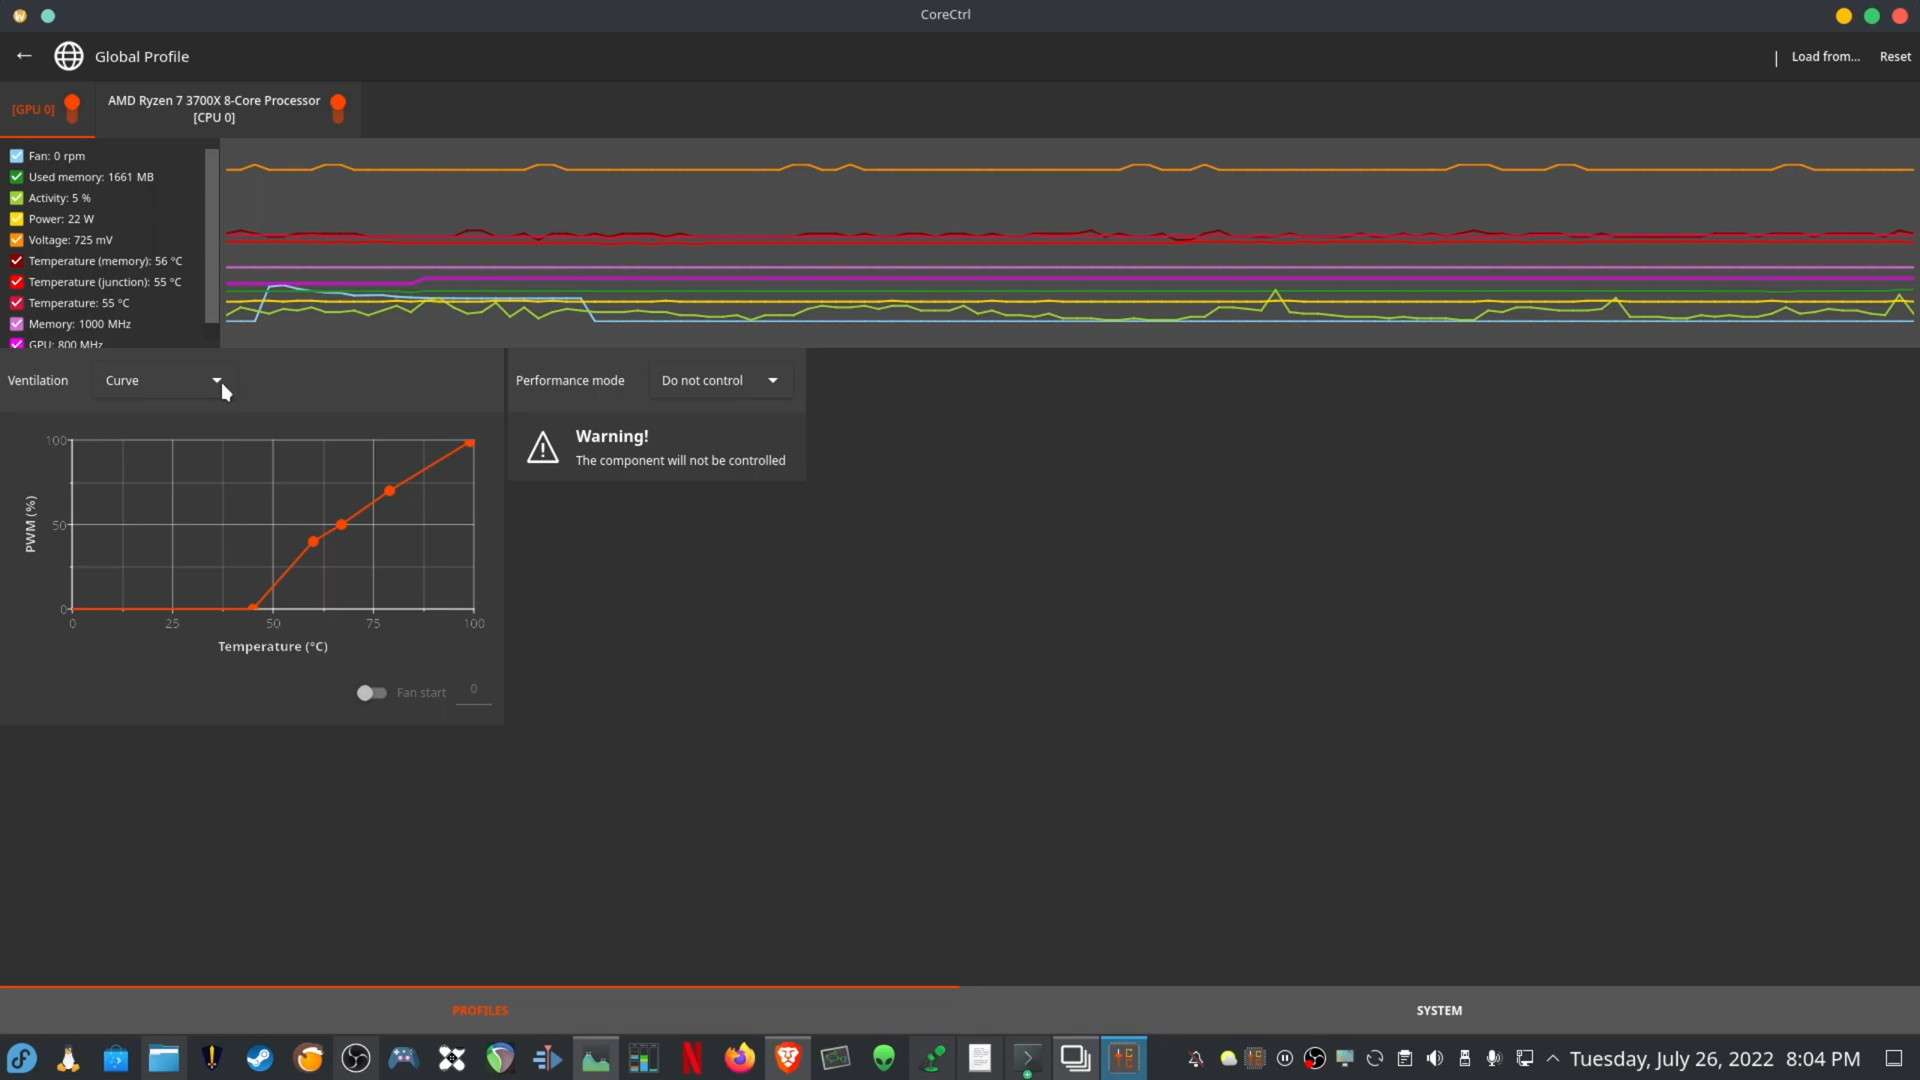 CoreCtrl
Global Profile
Load from...
Reset
[GPU 0]
AMD Ryzen 7 3700X 8-Core Processor
[CPU 0]
Fan: 0 rpm
Used memory: 1661 MB
Activity: 5 %
Power: 22 W
Voltage: 725 mV
Temperature (memory): 56 °C
Temperature (junction): 55 °C
Temperature: 55 °C
Memory: 1000 MHz
GPU: 800 MHz
Ventilation
Curve
Performance mode
Do not control
Warning!
The component will not be controlled
100
50
0
PWM (%)
0 25 50 75 100
Temperature (°C)
Fan start 0
PROFILES
SYSTEM
Tuesday, July 26, 2022 8:04 PM